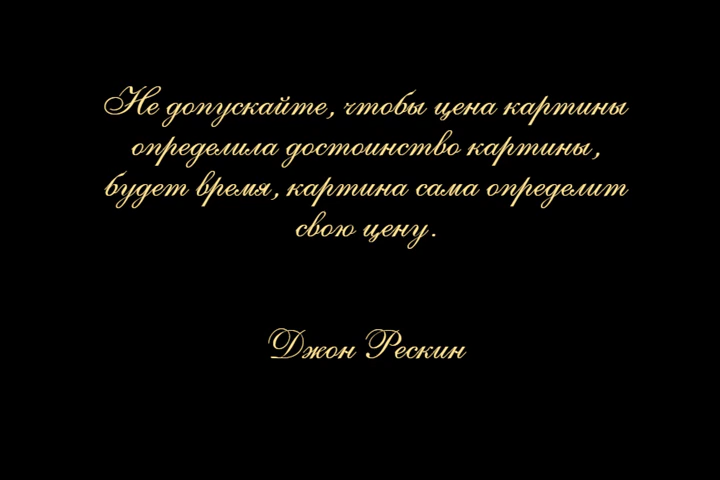 Не допускайте, чтобы цена картины
определила достоинство картины,
будет время, картина сама определит
свою цену.
Джон Рескин